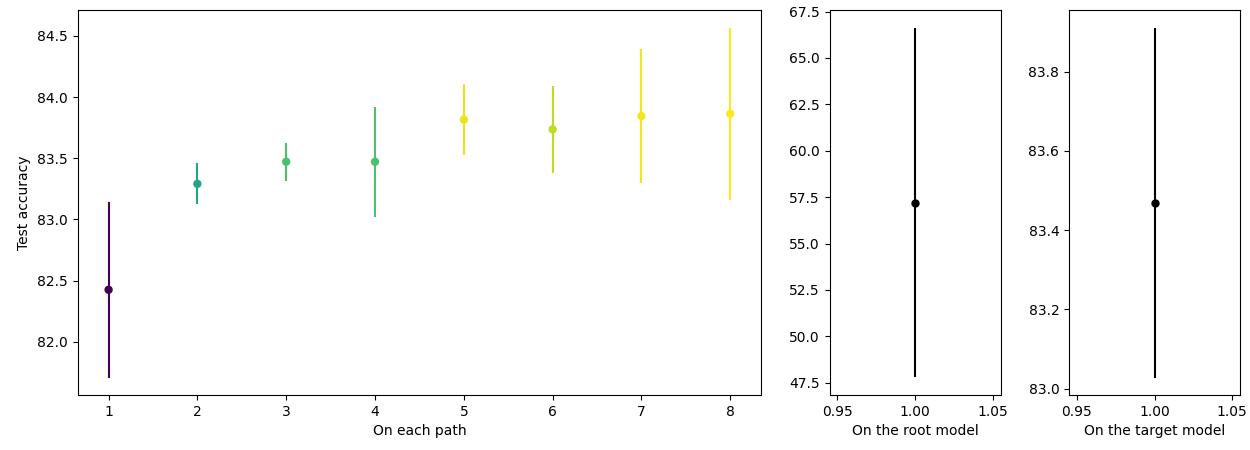 84.5
84.0
83.5
83.0
82.5
82.0
Test accuracy
1 2 3 4 5 6 7 8
On each path
67.5
65.0
62.5
60.0
57.5
55.0
52.5
50.0
47.5
0.95 1.00 1.05
On the root model
83.8
83.6
83.4
83.2
83.0
0.95 1.00 1.05
On the target model